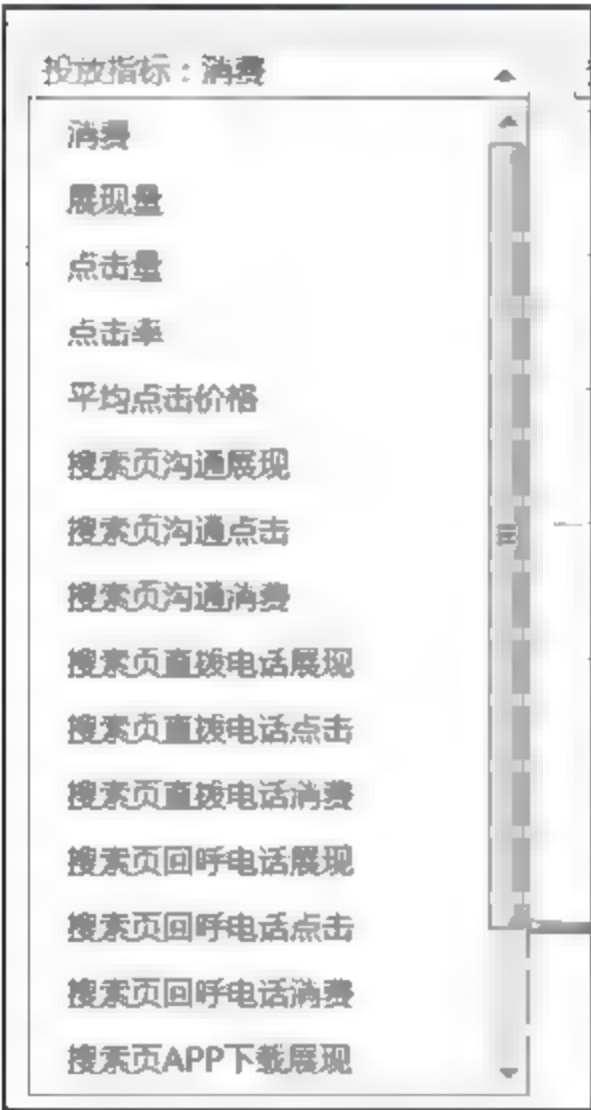 投放指标：消费
消费
展现量
点击量
点击率
平均点击价格
搜索页沟通展现
搜索页沟通点击
搜索页沟通消费
搜索页直拨电话展现
搜索页直拨电话点击
搜索页直拨电话消费
搜索页回呼电话展现
搜索页回呼电话点击
搜索页回呼电话消费
搜索页APP下载展现